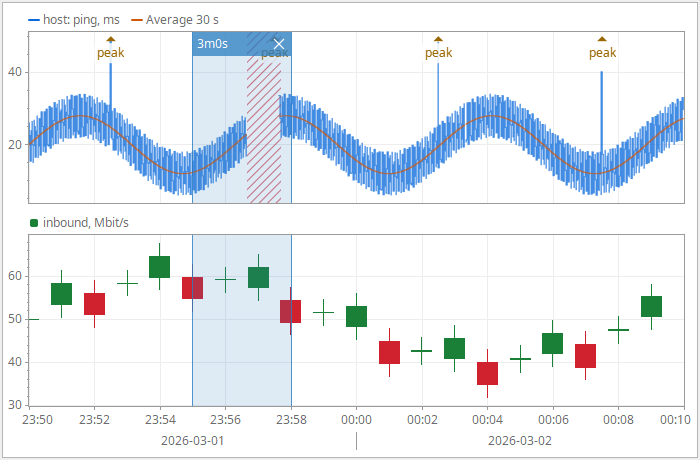 host: ping, ms Average 30 s
3m0s
peak peak peak peak
40
20
inbound, Mbit/s
60
50
40
30
23:50 23:52 23:54 23:56 23:58 00:00 00:02 00:04 00:06 00:08 00:10
2026-03-01 2026-03-02